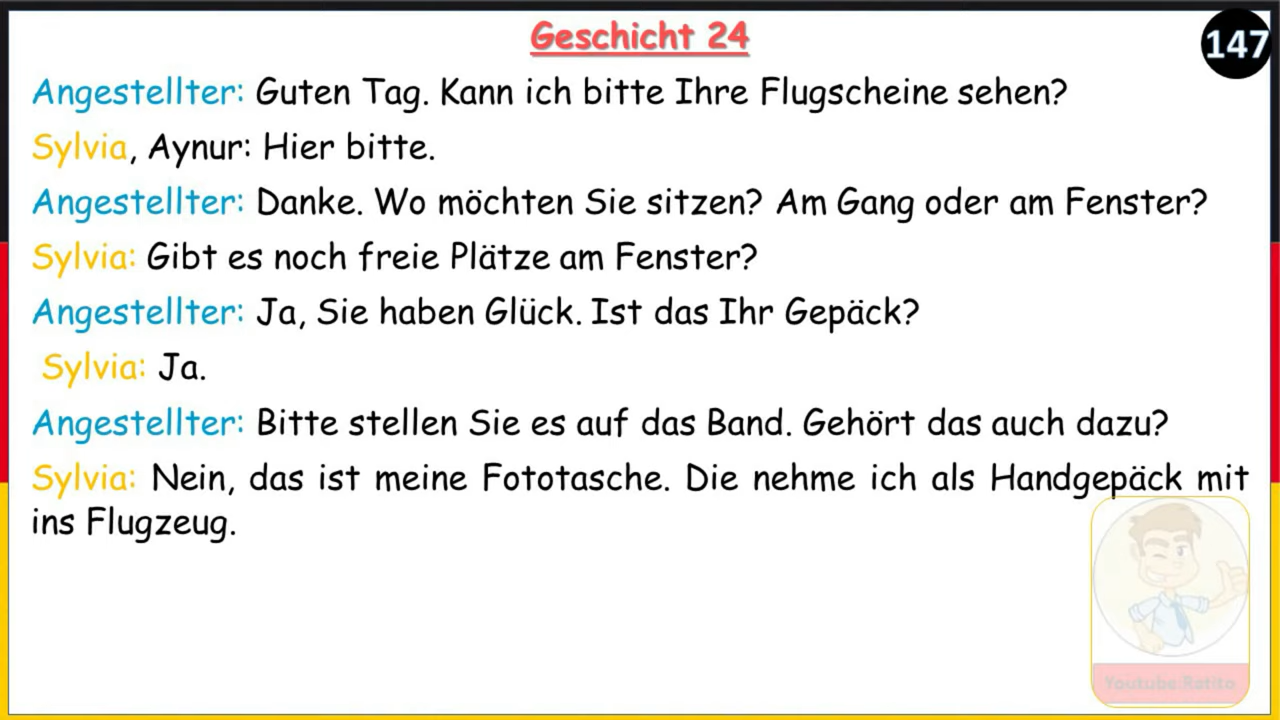 Geschicht 24
147
Angestellter: Guten Tag. Kann ich bitte Ihre Flugscheine sehen?
Sylvia, Aynur: Hier bitte.
Angestellter: Danke. Wo möchten Sie sitzen? Am Gang oder am Fenster?
Sylvia: Gibt es noch freie Plätze am Fenster?
Angestellter: Ja, Sie haben Glück. Ist das Ihr Gepäck?
Sylvia: Ja.
Angestellter: Bitte stellen Sie es auf das Band. Gehört das auch dazu?
Sylvia: Nein, das ist meine Fototasche. Die nehme ich als Handgepäck mit
ins Flugzeug.
Youtube:Ratito